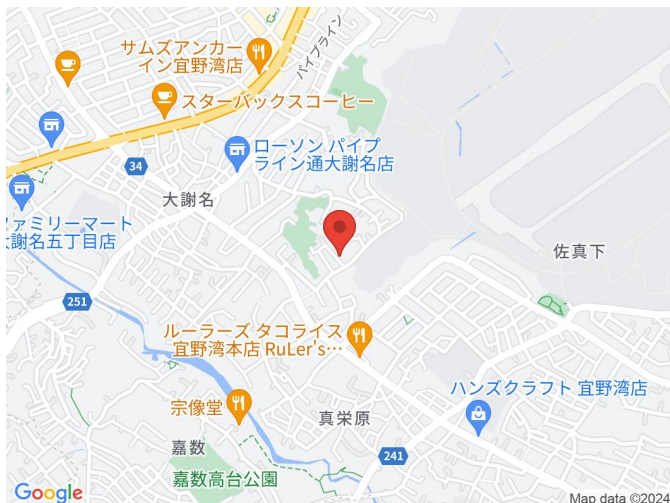 サムズアンカー
イン宜野湾店
パイプライン
スターバックスコーヒー
ローソン パイプ
ライン通大謝名店
34
大謝名
ファミリーマート
大謝名五丁目店
佐真下
251
ルーラーズ タコライス
宜野湾本店 RuLer's…
ハンズクラフト 宜野湾店
宗像堂
真栄原
嘉数
241
嘉数高台公園
Google
Map data ©2024